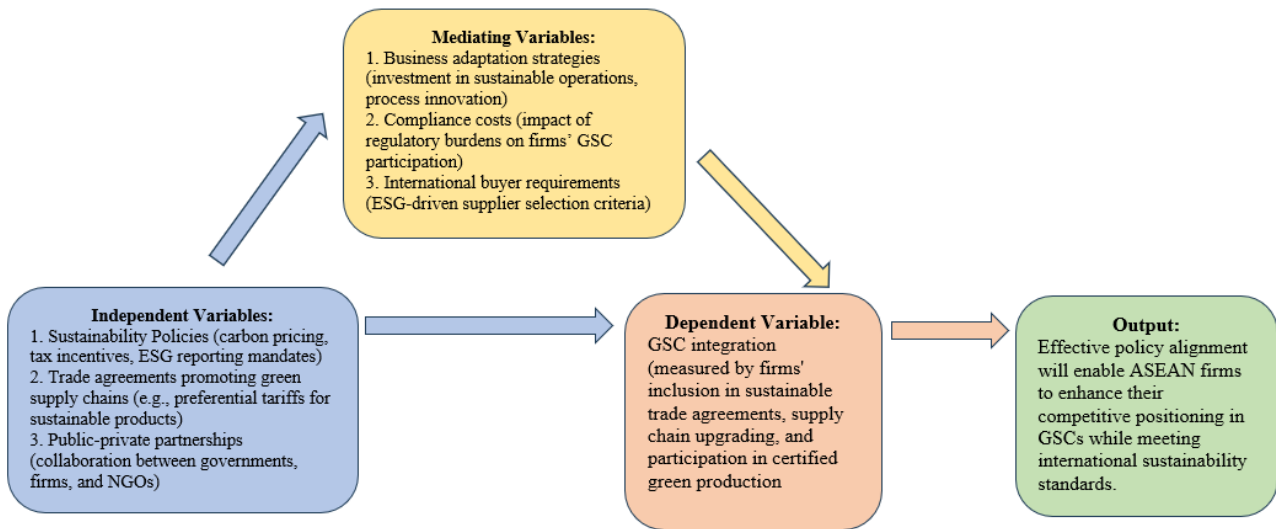 Mediating Variables:
1. Business adaptation strategies
(investment in sustainable operations,
process innovation)
2. Compliance costs (impact of
regulatory burdens on firms’ GSC
participation)
3. International buyer requirements
(ESG-driven supplier selection criteria)
Independent Variables:
1. Sustainability Policies (carbon pricing,
tax incentives, ESG reporting mandates)
2. Trade agreements promoting green
supply chains (e.g., preferential tariffs for
sustainable products)
3. Public-private partnerships
(collaboration between governments,
firms, and NGOs)
Dependent Variable:
GSC integration
(measured by firms'
inclusion in sustainable
trade agreements, supply
chain upgrading, and
participation in certified
green production
Output:
Effective policy alignment
will enable ASEAN firms
to enhance their
competitive positioning in
GSCs while meeting
international sustainability
standards.